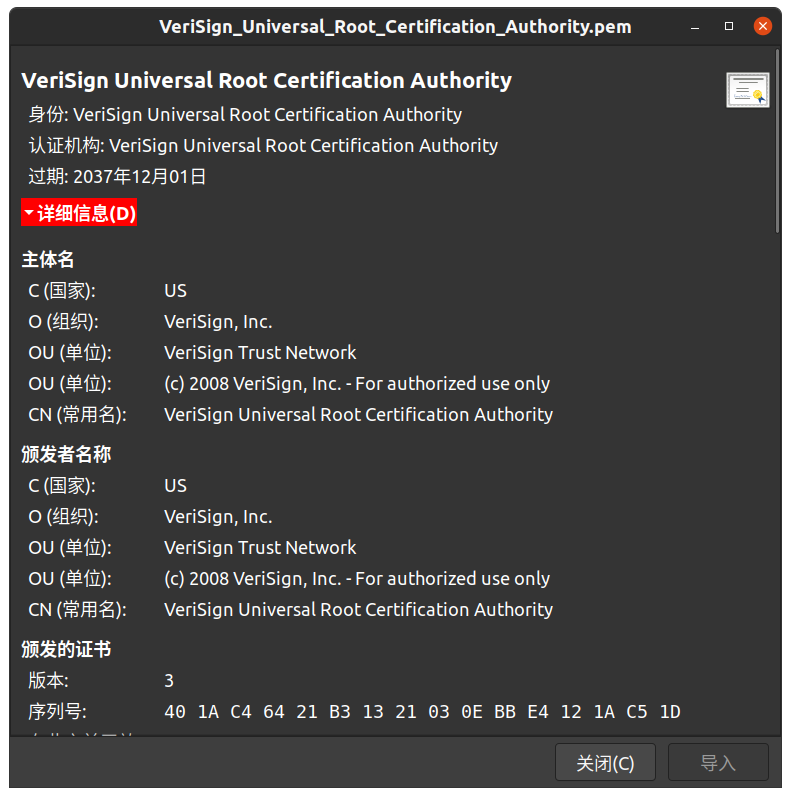 VeriSign_Universal_Root_Certification_Authority.pem
VeriSign Universal Root Certification Authority
身份: VeriSign Universal Root Certification Authority
认证机构: VeriSign Universal Root Certification Authority
过期: 2037年12月01日
详细信息(D)
主体名
C (国家): US
O (组织): VeriSign, Inc.
OU (单位): VeriSign Trust Network
OU (单位): (c) 2008 VeriSign, Inc. - For authorized use only
CN (常用名): VeriSign Universal Root Certification Authority
颁发者名称
C (国家): US
O (组织): VeriSign, Inc.
OU (单位): VeriSign Trust Network
OU (单位): (c) 2008 VeriSign, Inc. - For authorized use only
CN (常用名): VeriSign Universal Root Certification Authority
颁发的证书
版本: 3
序列号: 40 1A C4 64 21 B3 13 21 03 0E BB E4 12 1A C5 1D
关闭(C) 导入